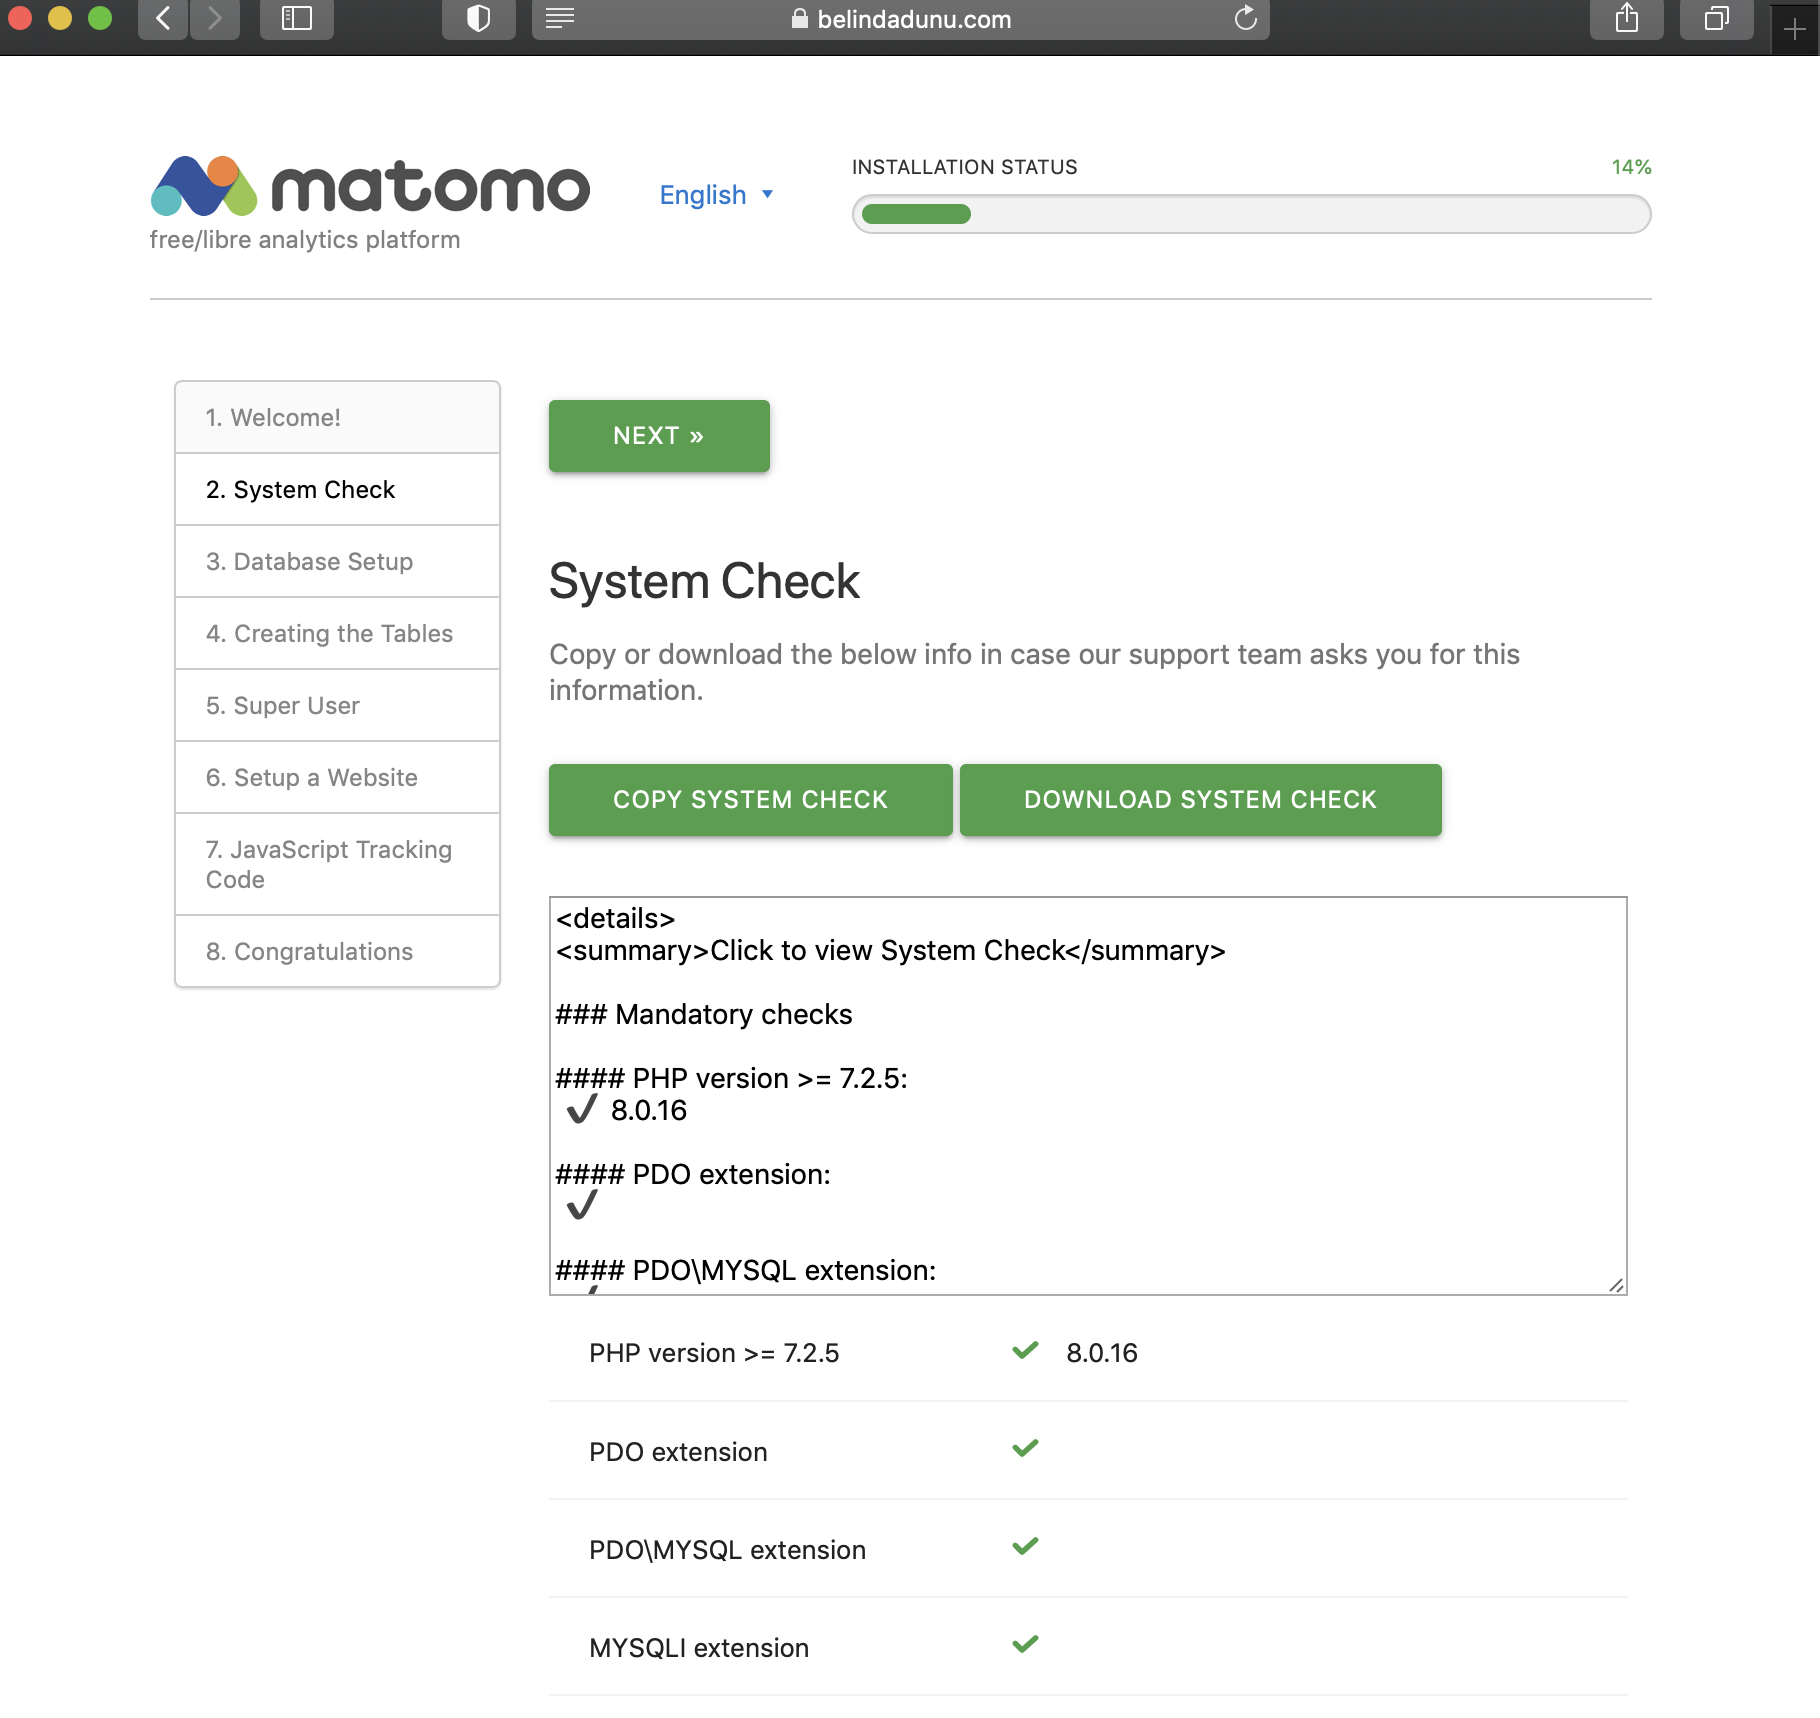 belindadunu.com
matomo
free/libre analytics platform
English
INSTALLATION STATUS
14%
1. Welcome!
2. System Check
3. Database Setup
4. Creating the Tables
5. Super User
6. Setup a Website
7. JavaScript Tracking
Code
8. Congratulations
NEXT »
System Check
Copy or download the below info in case our support team asks you for this
information.
COPY SYSTEM CHECK
DOWNLOAD SYSTEM CHECK
<details>
<summary>Click to view System Check</summary>
### Mandatory checks
#### PHP version >= 7.2.5:
✔ 8.0.16
#### PDO extension:
✔
#### PDO\MYSQL extension:
PHP version >= 7.2.5 ✔ 8.0.16
PDO extension ✔
PDO\MYSQL extension ✔
MYSQLI extension ✔